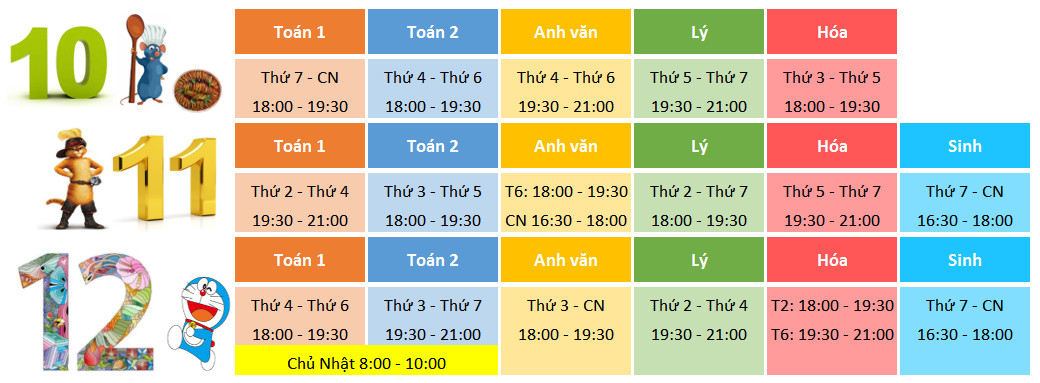 10
Toán 1 Toán 2 Anh văn Lý Hóa
Thứ 7 - CN Thứ 4 - Thứ 6 Thứ 4 - Thứ 6 Thứ 5 - Thứ 7 Thứ 3 - Thứ 5
18:00 - 19:30 18:00 - 19:30 19:30 - 21:00 19:30 - 21:00 18:00 - 19:30
11
Toán 1 Toán 2 Anh văn Lý Hóa Sinh
Thứ 2 - Thứ 4 Thứ 3 - Thứ 5 T6: 18:00 - 19:30 Thứ 2 - Thứ 7 Thứ 5 - Thứ 7 Thứ 7 - CN
19:30 - 21:00 18:00 - 19:30 CN 16:30 - 18:00 18:00 - 19:30 19:30 - 21:00 16:30 - 18:00
12
Toán 1 Toán 2 Anh văn Lý Hóa Sinh
Thứ 4 - Thứ 6 Thứ 3 - Thứ 7 Thứ 3 - CN Thứ 2 - Thứ 4 T2: 18:00 - 19:30 Thứ 7 - CN
18:00 - 19:30 19:30 - 21:00 18:00 - 19:30 19:30 - 21:00 T6: 19:30 - 21:00 16:30 - 18:00
Chủ Nhật 8:00 - 10:00